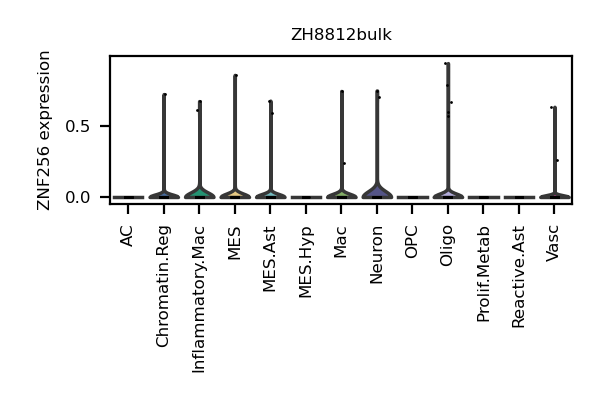 ZH8812bulk
ZNF256 expression
0.5
0.0
AC
Chromatin.Reg
Inflammatory.Mac
MES
MES.Ast
MES.Hyp
Mac
Neuron
OPC
Oligo
Prolif.Metab
Reactive.Ast
Vasc